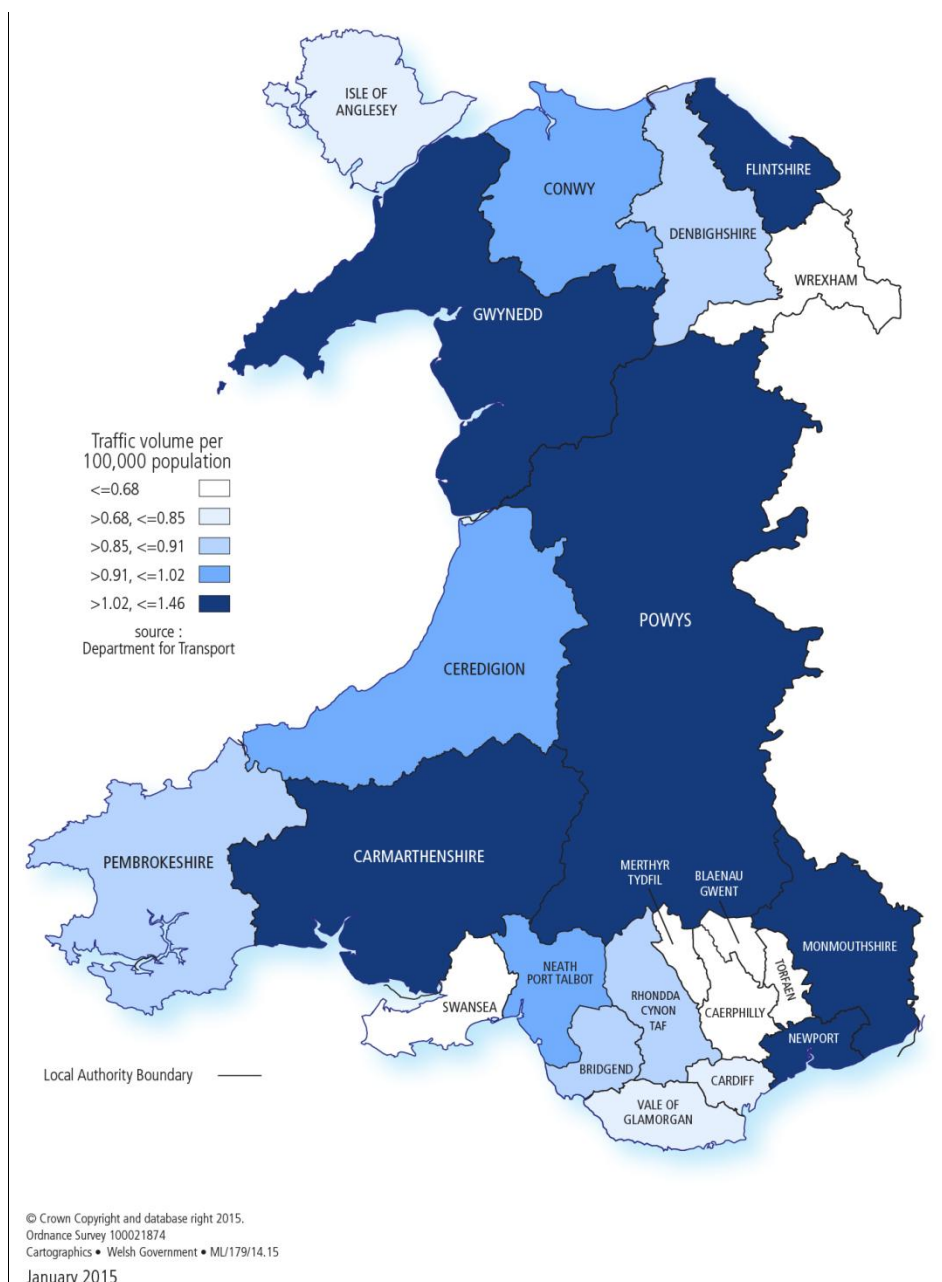 ISLE OF
ANGLESEY
CONWY
FLINTSHIRE
DENBIGHSHIRE
WREXHAM
GWYNEDD
Traffic volume per
100,000 population
<=0.68
>0.68, <=0.85
>0.85, <=0.91
>0.91, <=1.02
>1.02, <=1.46
source :
Department for Transport
POWYS
CEREDIGION
PEMBROKESHIRE
CARMARTHENSHIRE
MERTHYR
TYDFIL
BLAENAU
GWENT
MONMOUTHSHIRE
NEATH
PORT TALBOT
SWANSEA
RHONDDA
CYNON
TAF
CAERPHILLY
TORFAEN
NEWPORT
BRIDGEND
CARDIFF
VALE OF
GLAMORGAN
Local Authority Boundary
© Crown Copyright and database right 2015.
Ordnance Survey 100021874
Cartographics • Welsh Government • ML/179/14.15
January 2015